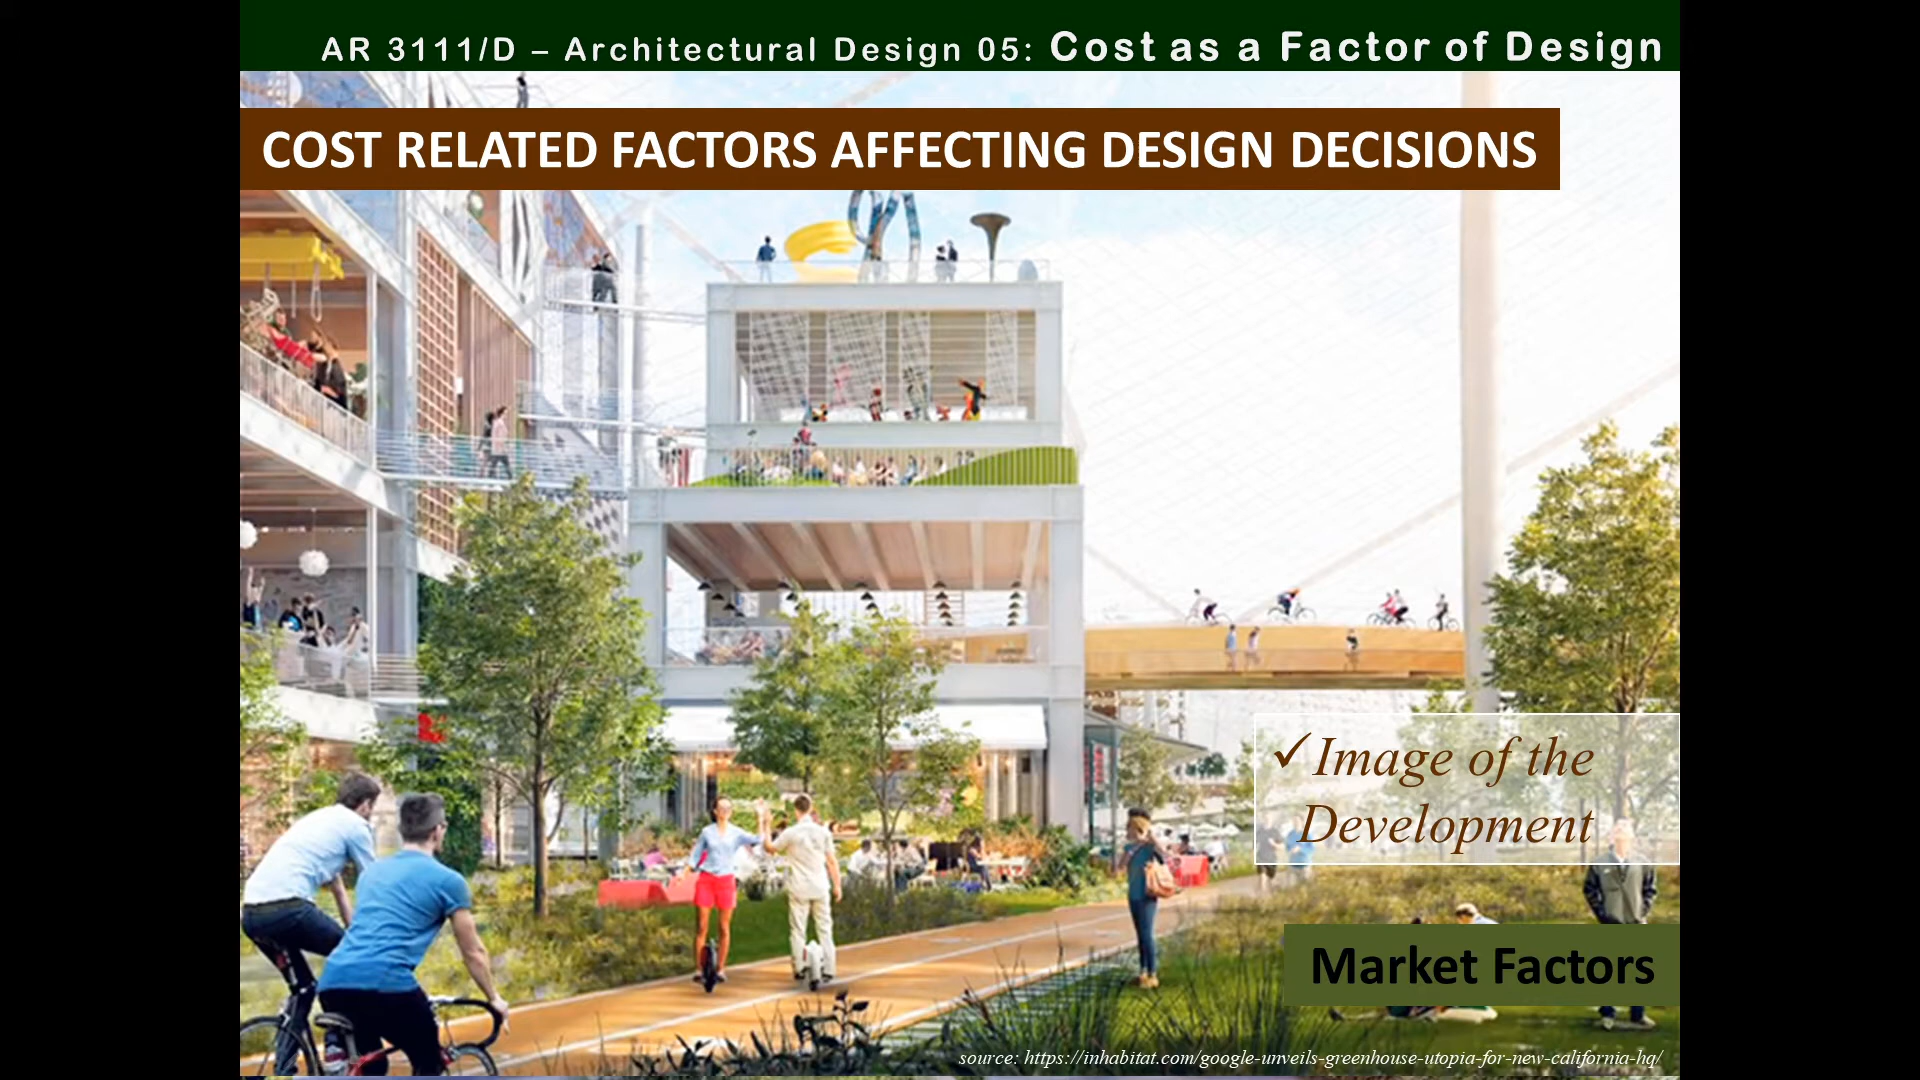 AR 3111/D – Architectural Design 05: Cost as a Factor of Design
COST RELATED FACTORS AFFECTING DESIGN DECISIONS
✓Image of the
Development
Market Factors
source: https://inhabitat.com/google-unveils-greenhouse-utopia-for-new-california-hq/